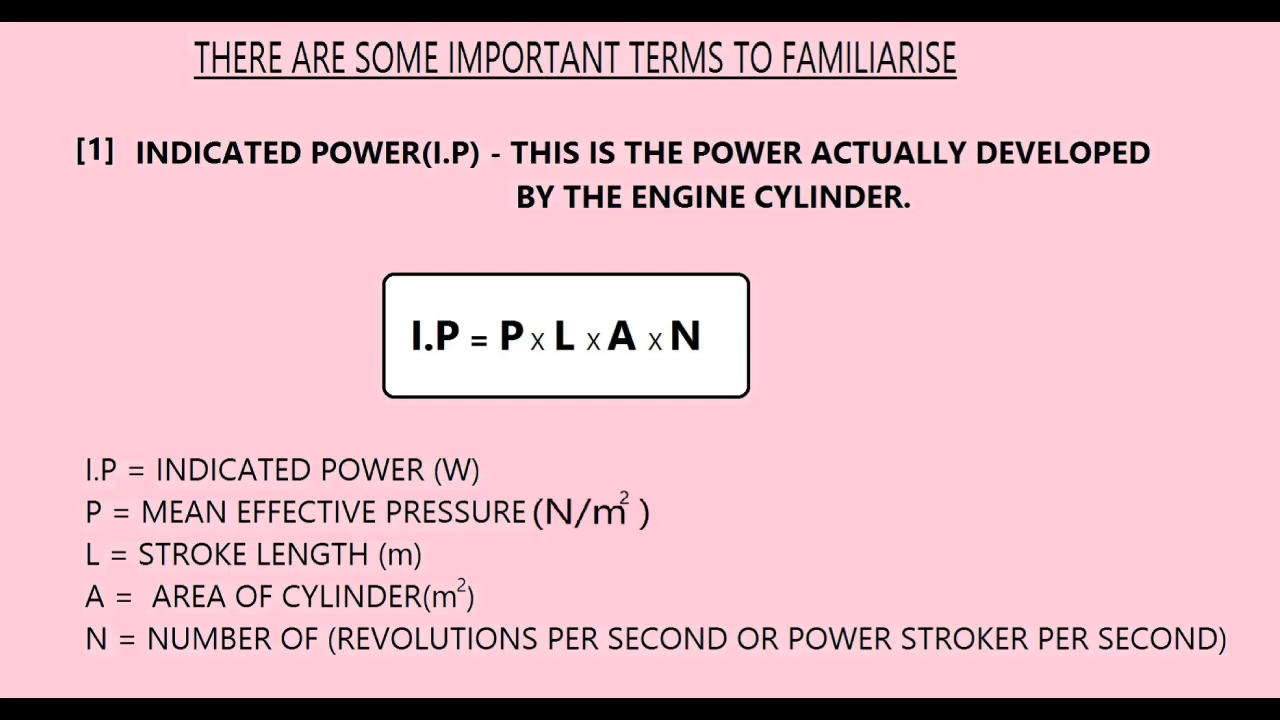 THERE ARE SOME IMPORTANT TERMS TO FAMILIARISE
[1] INDICATED POWER(I.P) - THIS IS THE POWER ACTUALLY DEVELOPED
BY THE ENGINE CYLINDER.
I.P = P x L x A x N
I.P = INDICATED POWER (W)
P = MEAN EFFECTIVE PRESSURE (N/m²)
L = STROKE LENGTH (m)
A = AREA OF CYLINDER(m²)
N = NUMBER OF (REVOLUTIONS PER SECOND OR POWER STROKER PER SECOND)